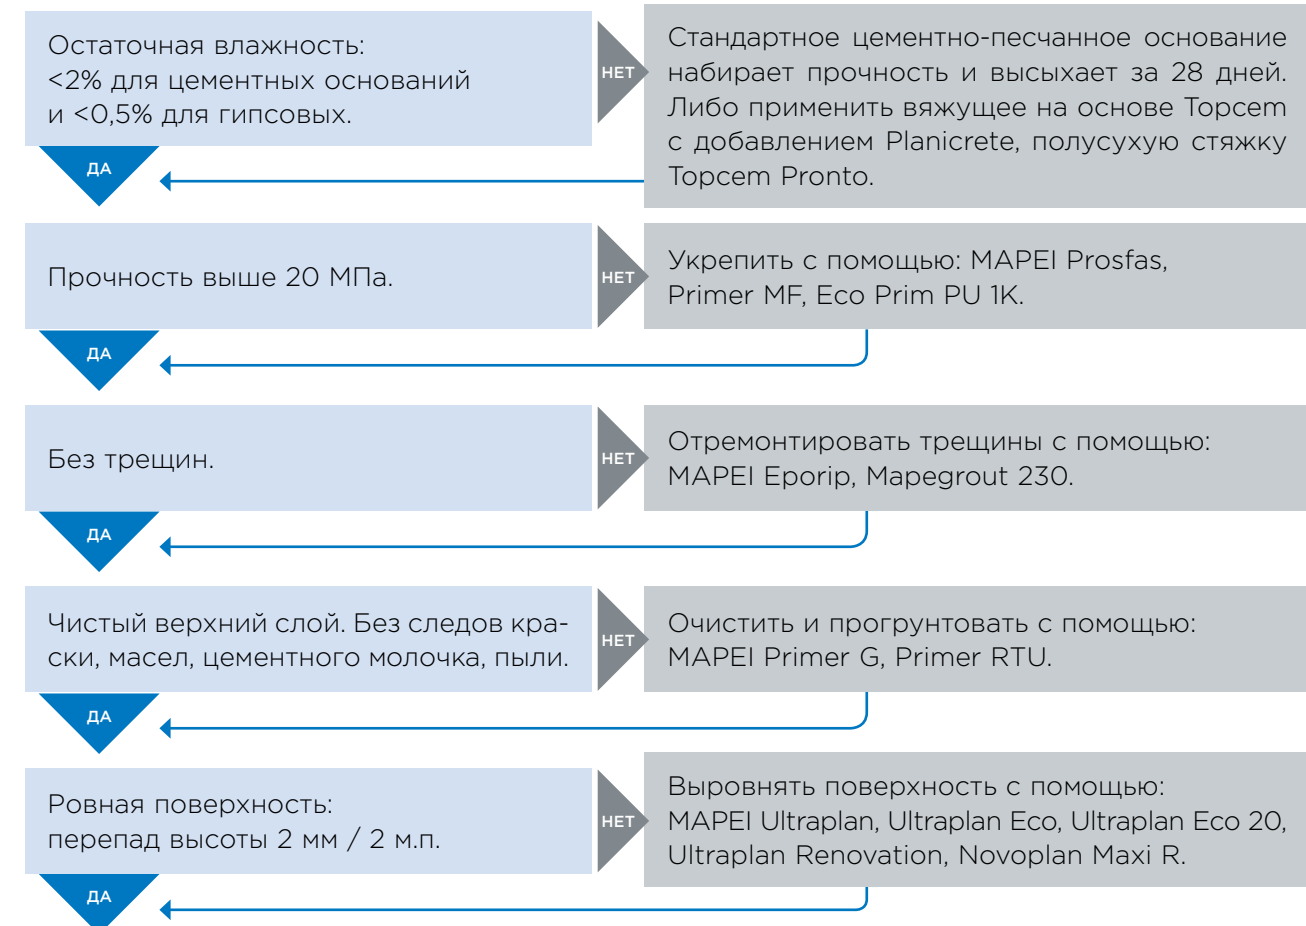 Остаточная влажность:
<2% для цементных оснований
и <0,5% для гипсовых.
НЕТ
Стандартное цементно-песчанное основание
набирает прочность и высыхает за 28 дней.
Либо применить вяжущее на основе Topcem
с добавлением Planicrete, полусухую стяжку
Topcem Pronto.
ДА
Прочность выше 20 МПа.
НЕТ
Укрепить с помощью: MAPEI Prosfas,
Primer MF, Eco Prim PU 1K.
ДА
Без трещин.
НЕТ
Отремонтировать трещины с помощью:
MAPEI Eporip, Mapegrout 230.
ДА
Чистый верхний слой. Без следов кра-
ски, масел, цементного молочка, пыли.
НЕТ
Очистить и прогрунтовать с помощью:
MAPEI Primer G, Primer RTU.
ДА
Ровная поверхность:
перепад высоты 2 мм / 2 м.п.
НЕТ
Выровнять поверхность с помощью:
MAPEI Ultraplan, Ultraplan Eco, Ultraplan Eco 20,
Ultraplan Renovation, Novoplan Maxi R.
ДА